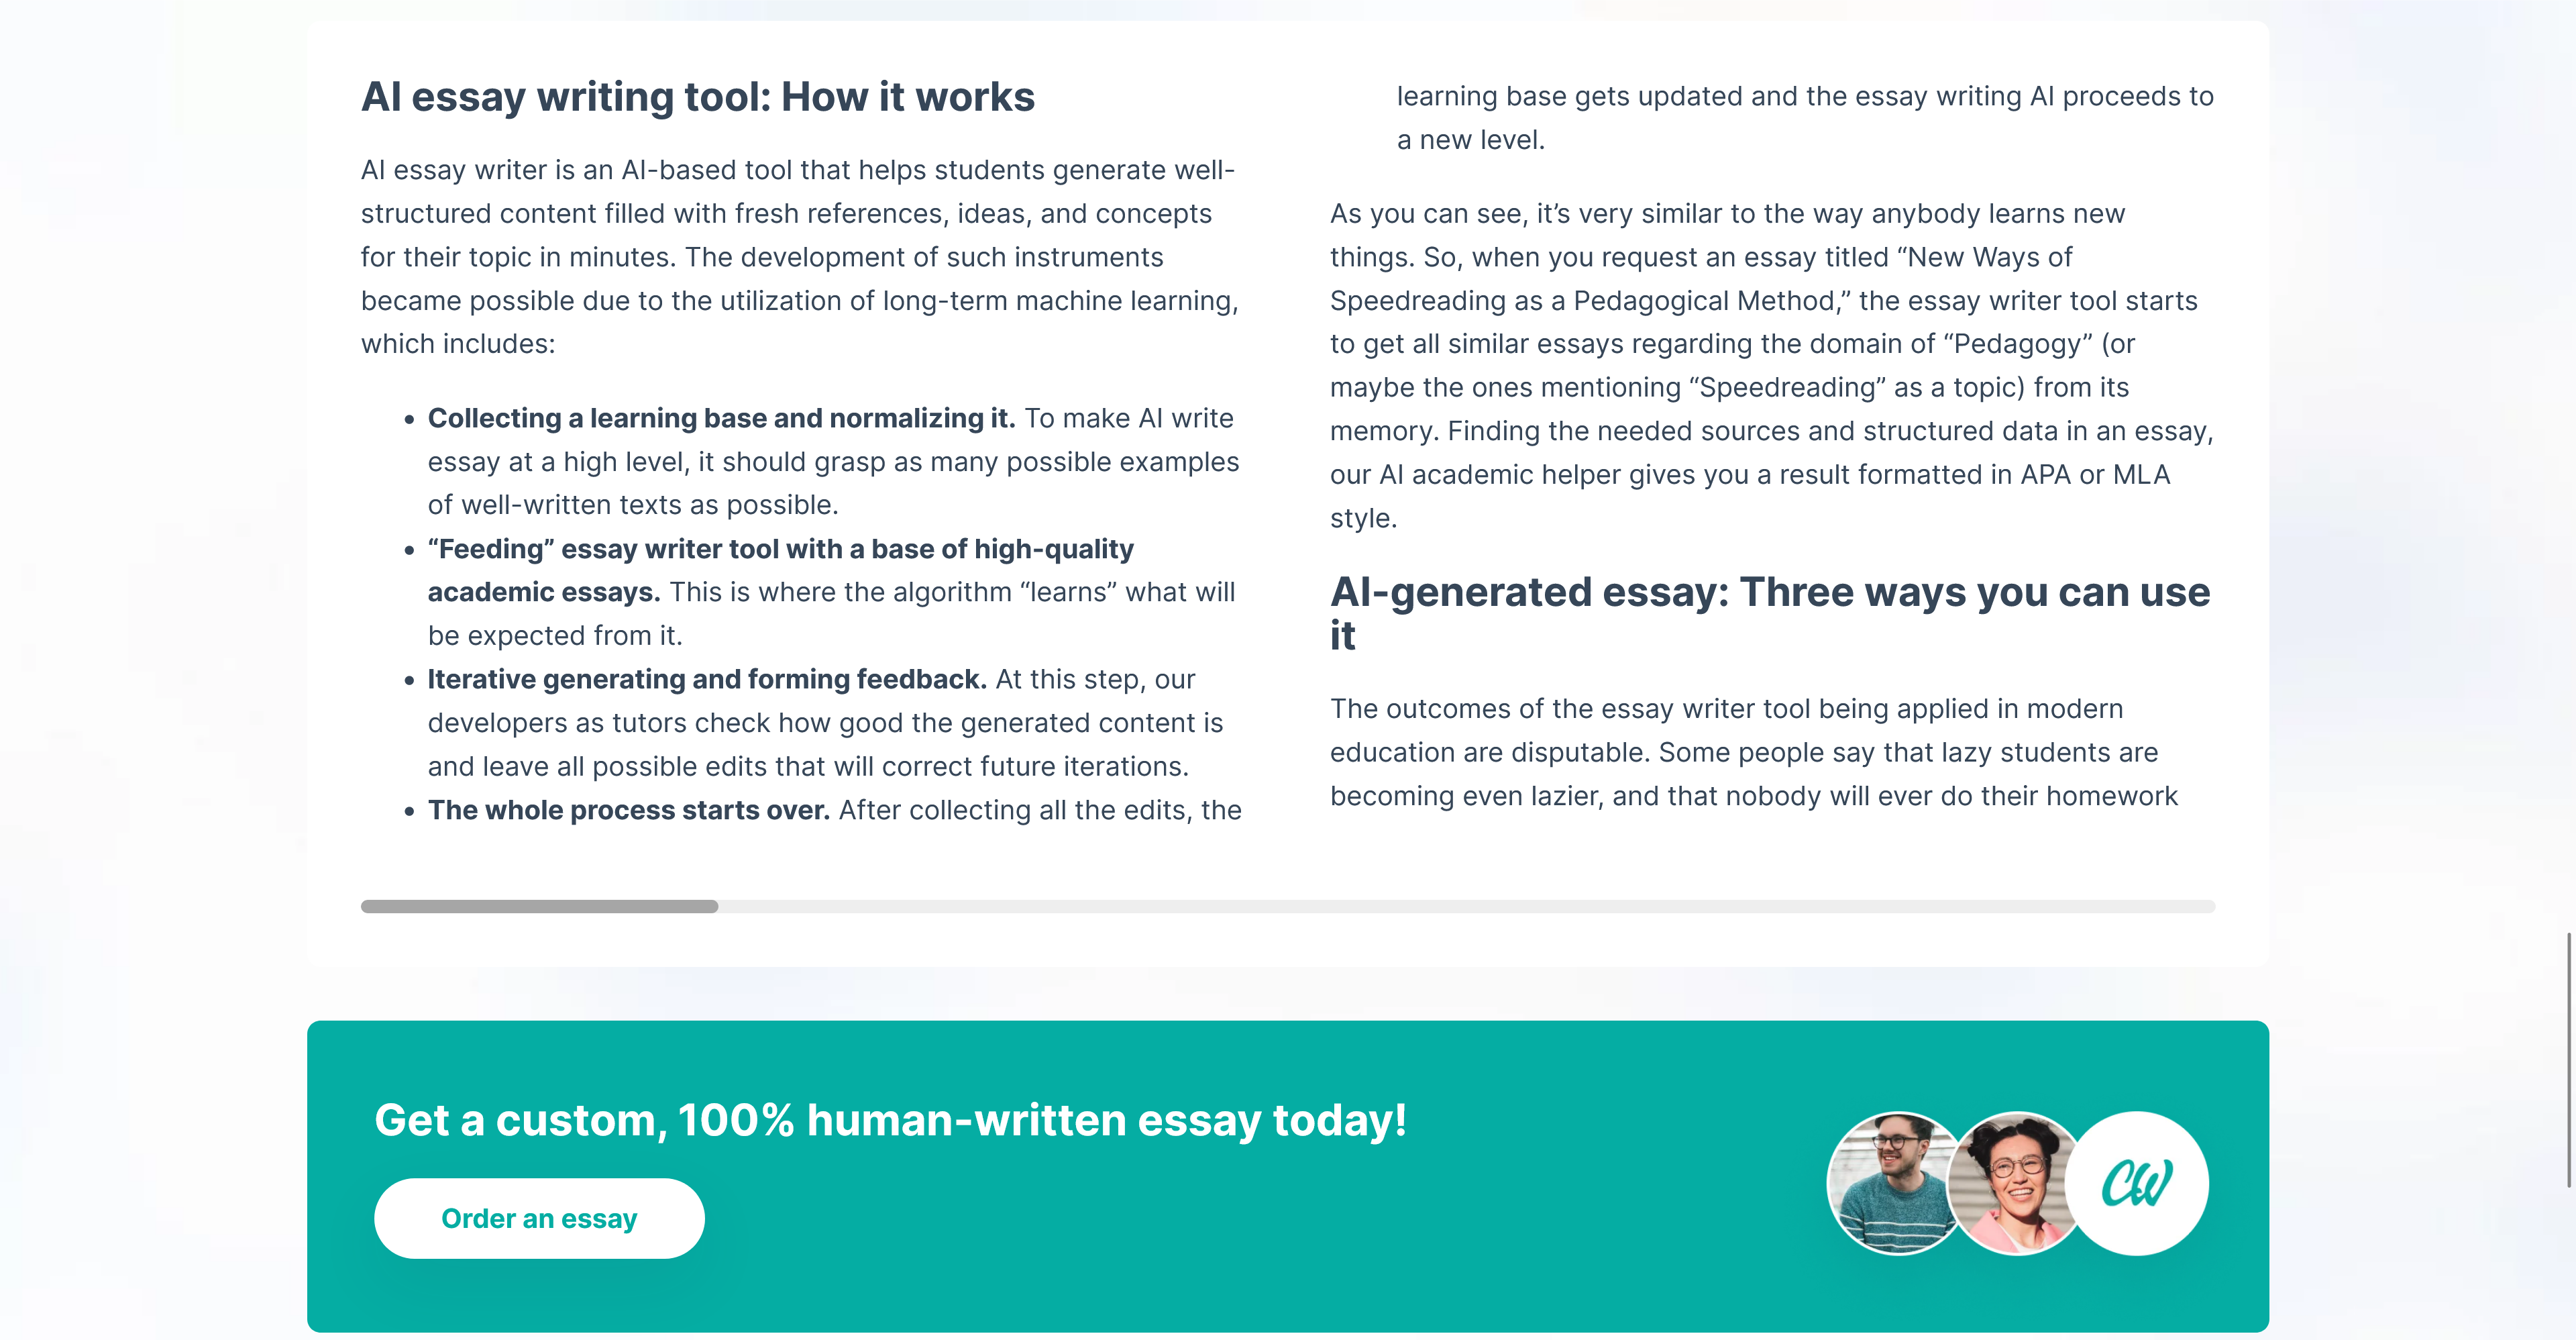 AI essay writing tool: How it works
AI essay writer is an AI-based tool that helps students generate well-
structured content filled with fresh references, ideas, and concepts
for their topic in minutes. The development of such instruments
became possible due to the utilization of long-term machine learning,
which includes:
• Collecting a learning base and normalizing it. To make AI write
essay at a high level, it should grasp as many possible examples
of well-written texts as possible.
• “Feeding” essay writer tool with a base of high-quality
academic essays. This is where the algorithm “learns” what will
be expected from it.
• Iterative generating and forming feedback. At this step, our
developers as tutors check how good the generated content is
and leave all possible edits that will correct future iterations.
• The whole process starts over. After collecting all the edits, the
learning base gets updated and the essay writing AI proceeds to
a new level.
As you can see, it’s very similar to the way anybody learns new
things. So, when you request an essay titled “New Ways of
Speedreading as a Pedagogical Method,” the essay writer tool starts
to get all similar essays regarding the domain of “Pedagogy” (or
maybe the ones mentioning “Speedreading” as a topic) from its
memory. Finding the needed sources and structured data in an essay,
our AI academic helper gives you a result formatted in APA or MLA
style.
AI-generated essay: Three ways you can use
it
The outcomes of the essay writer tool being applied in modern
education are disputable. Some people say that lazy students are
becoming even lazier, and that nobody will ever do their homework
Get a custom, 100% human-written essay today!
Order an essay
CW